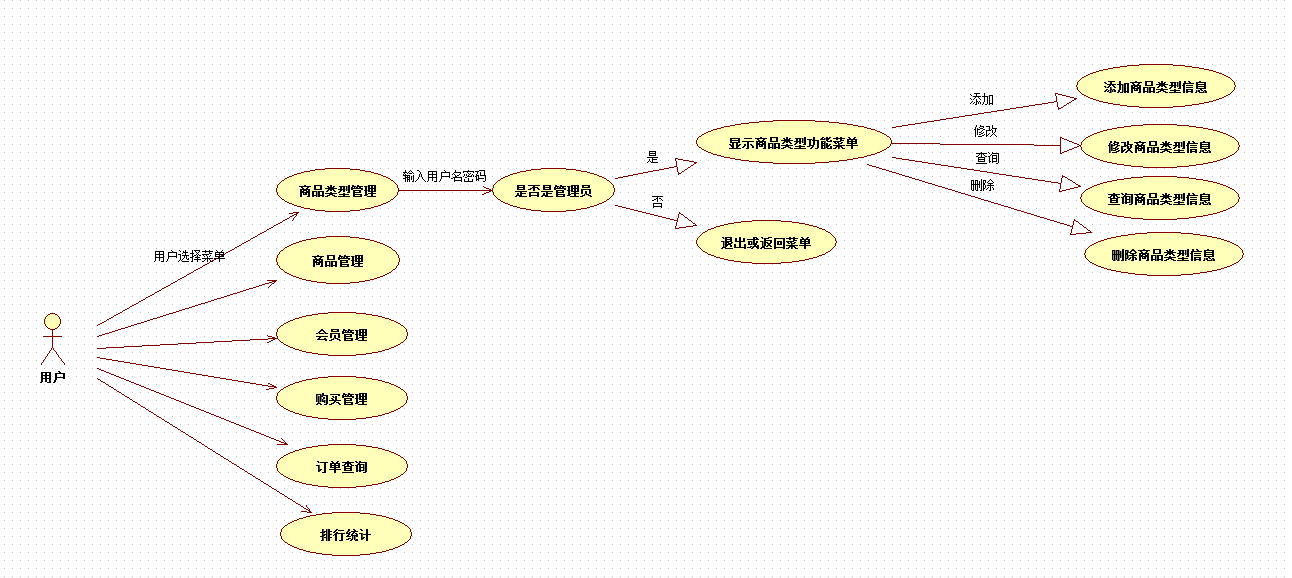 添加商品类型信息
添加
修改
显示商品类型功能菜单
修改商品类型信息
是
查询
输入用户名密码
删除
商品类型管理
是否是管理员
查询商品类型信息
否
退出或返回菜单
删除商品类型信息
用户选择菜单
商品管理
会员管理
用户
购买管理
订单查询
排行统计